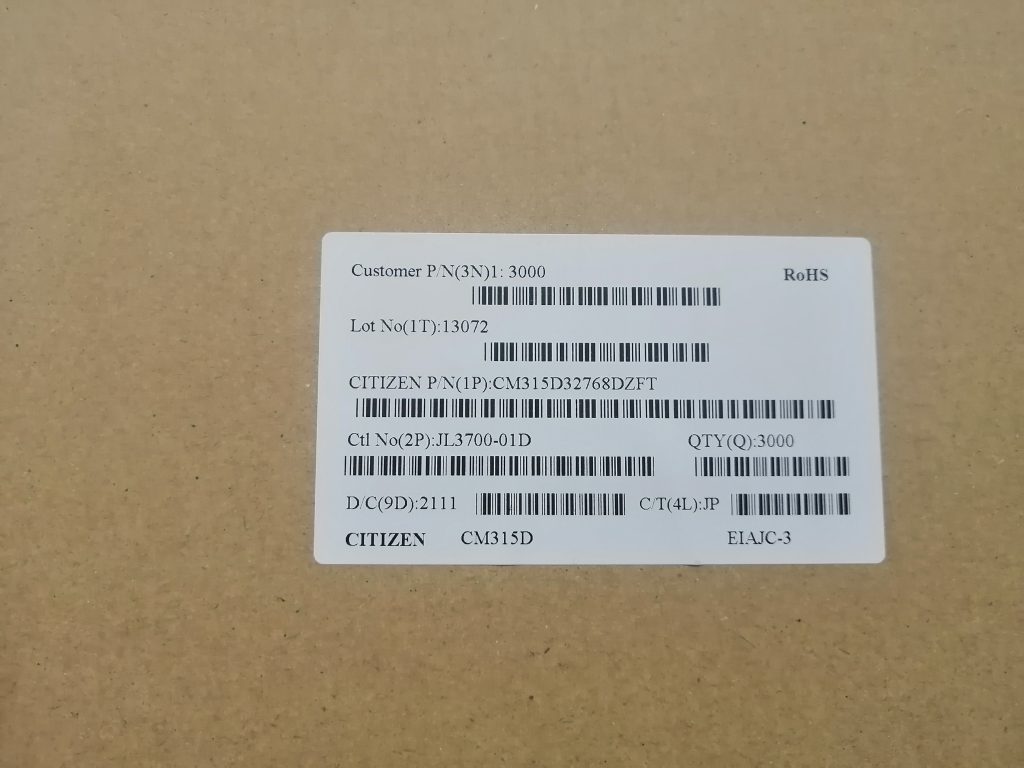 Customer P/N(3N)1: 3000 RoHS
Lot No(1T):13072
CITIZEN P/N(1P):CM315D32768DZFT
Ctl No(2P):JL3700-01D QTY(Q):3000
D/C(9D):2111 C/T(4L):JP
CITIZEN CM315D EIAJC-3